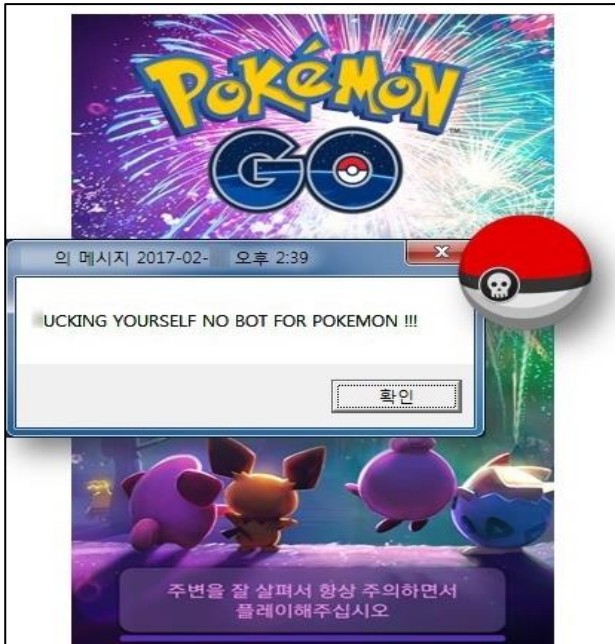 POKÉMON
GO
™
의 메시지 2017-02- 오후 2:39
UCKING YOURSELF NO BOT FOR POKEMON !!!
확인
주변을 잘 살펴서 항상 주의하면서
플레이해주십시오